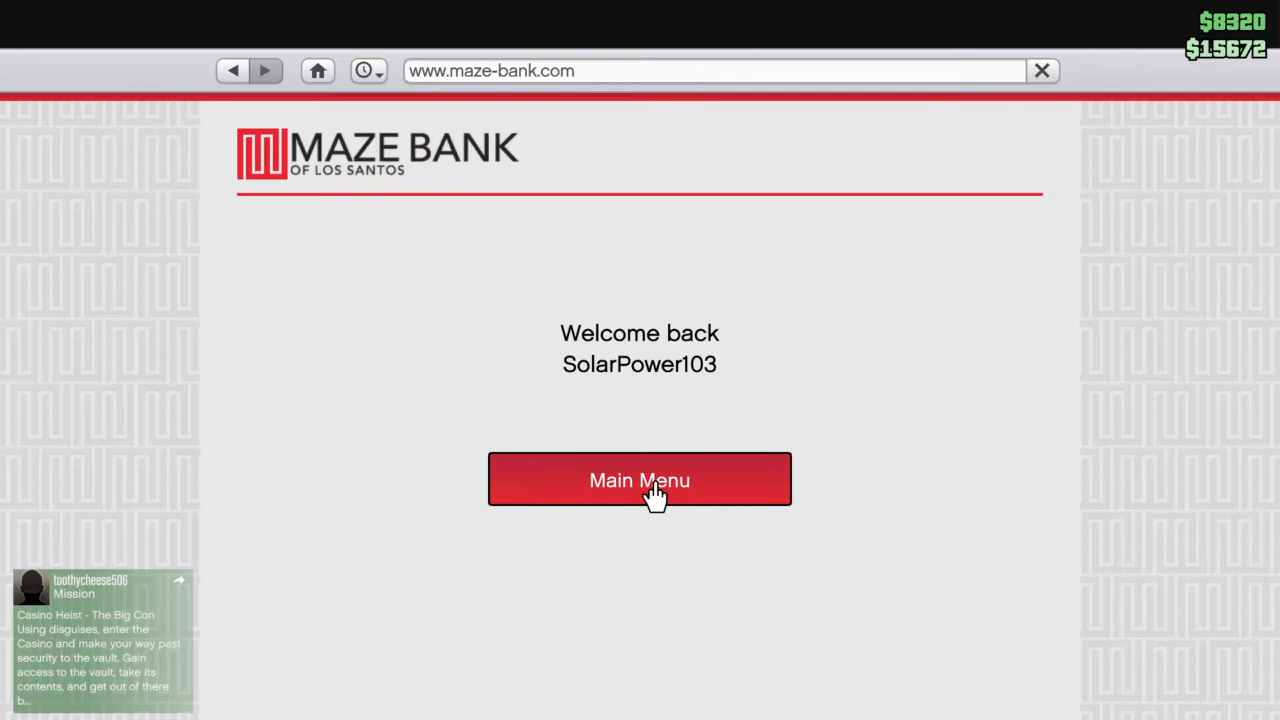 $8320
$15672
www.maze-bank.com
MAZE BANK
OF LOS SANTOS
Welcome back
SolarPower103
Main Menu
toothycheese506
Mission
Casino Heist - The Big Con
Using disguises, enter the
Casino and make your way past
security to the vault. Gain
access to the vault, take its
contents, and get out of there
b...